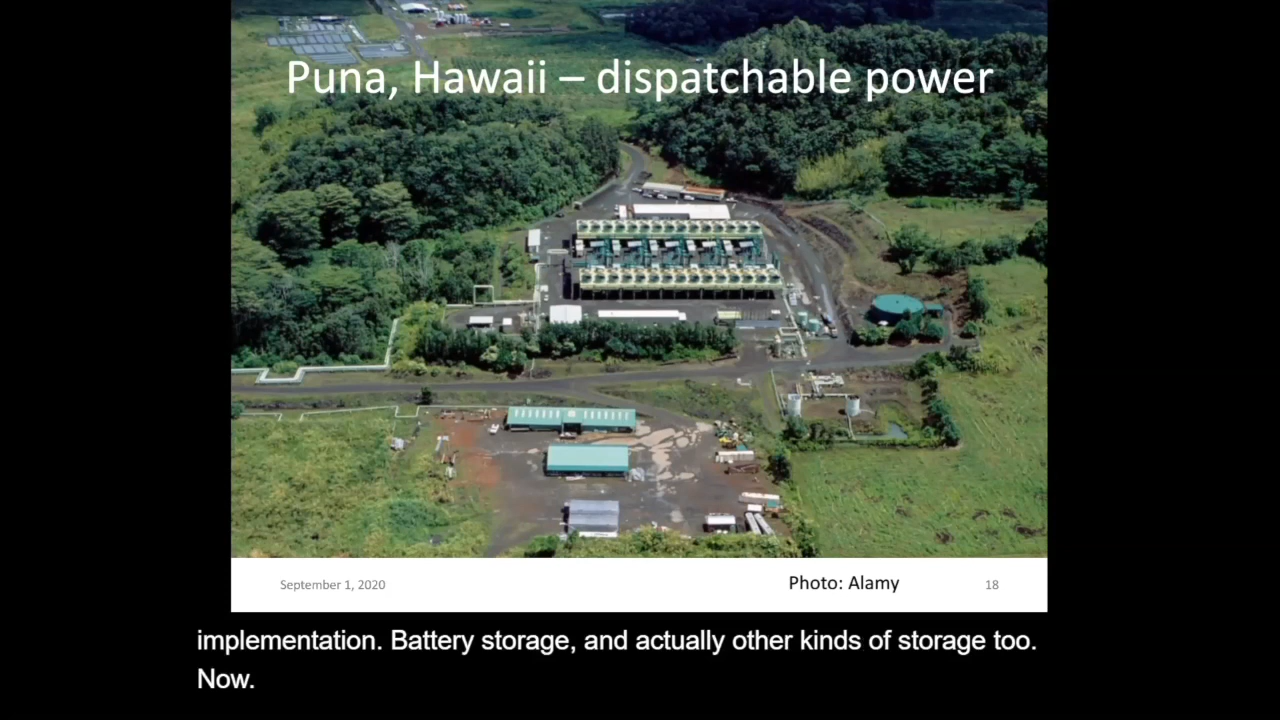 Puna, Hawaii – dispatchable power
September 1, 2020
Photo: Alamy
18
implementation. Battery storage, and actually other kinds of storage too.
Now.